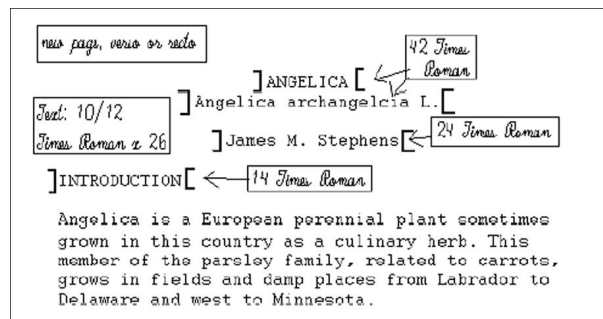 new page, verso or recto
42 Times
Roman
]ANGELICA[
]Angelica archangelcia L.[
Text: 10/12
Times Roman x 26
]James M. Stephens[
24 Times Roman
]INTRODUCTION[
14 Times Roman
Angelica is a European perennial plant sometimes
grown in this country as a culinary herb. This
member of the parsley family, related to carrots,
grows in fields and damp places from Labrador to
Delaware and west to Minnesota.